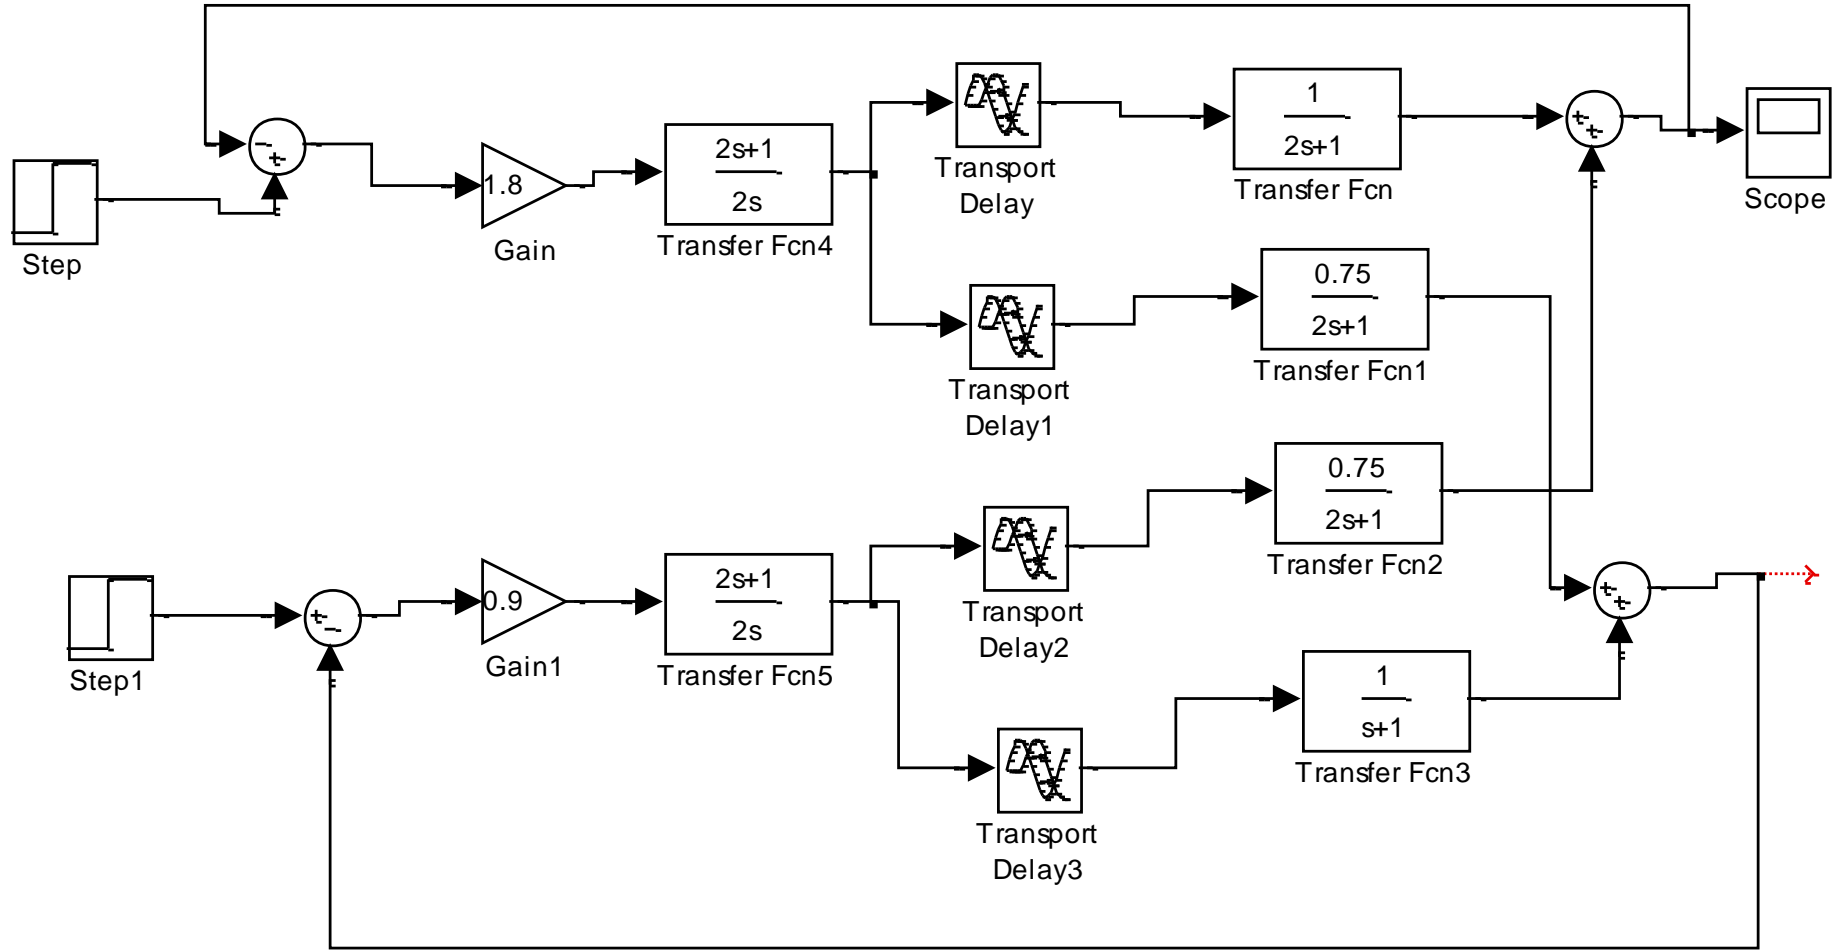 Step
- +
1.8
Gain
2s+1
2s
Transfer Fcn4
Transport
Delay
1
2s+1
Transfer Fcn
+ +
Scope
Transport
Delay1
0.75
2s+1
Transfer Fcn1
Step1
+ -
0.9
Gain1
2s+1
2s
Transfer Fcn5
Transport
Delay2
0.75
2s+1
Transfer Fcn2
Transport
Delay3
1
s+1
Transfer Fcn3
+ +